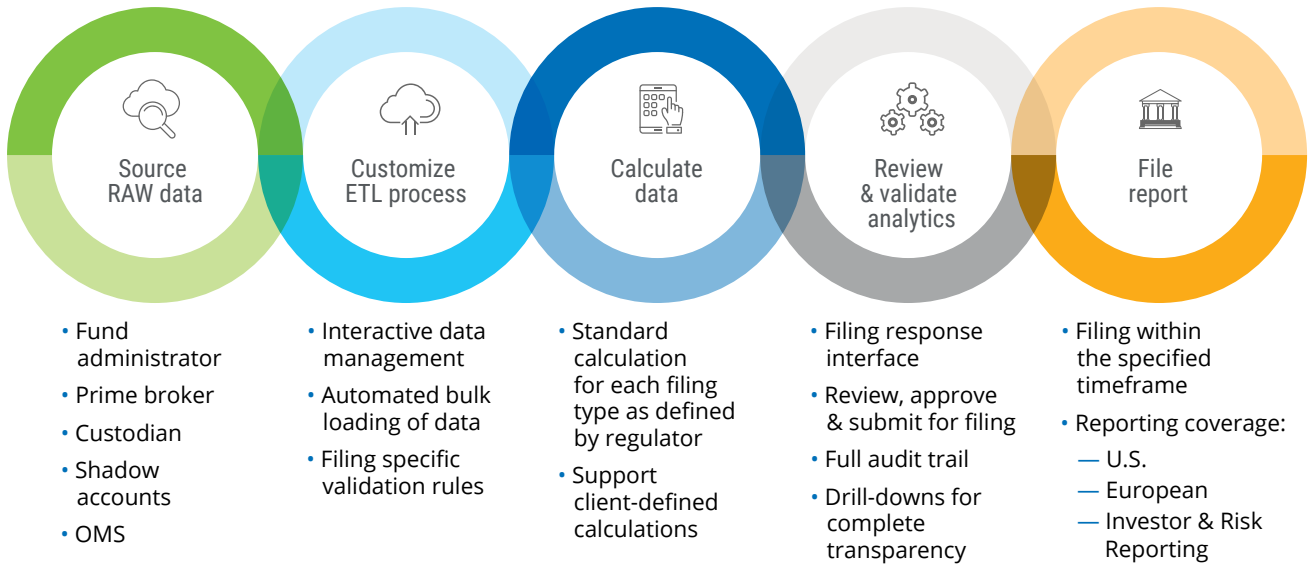 Source
RAW data
Customize
ETL process
Calculate
data
Review
& validate
analytics
File
report
• Fund
administrator
• Prime broker
• Custodian
• Shadow
accounts
• OMS
• Interactive data
management
• Automated bulk
loading of data
• Filing specific
validation rules
• Standard
calculation
for each filing
type as defined
by regulator
• Support
client-defined
calculations
• Filing response
interface
• Review, approve
& submit for filing
• Full audit trail
• Drill-downs for
complete
transparency
• Filing within
the specified
timeframe
• Reporting coverage:
— U.S.
— European
— Investor & Risk
Reporting